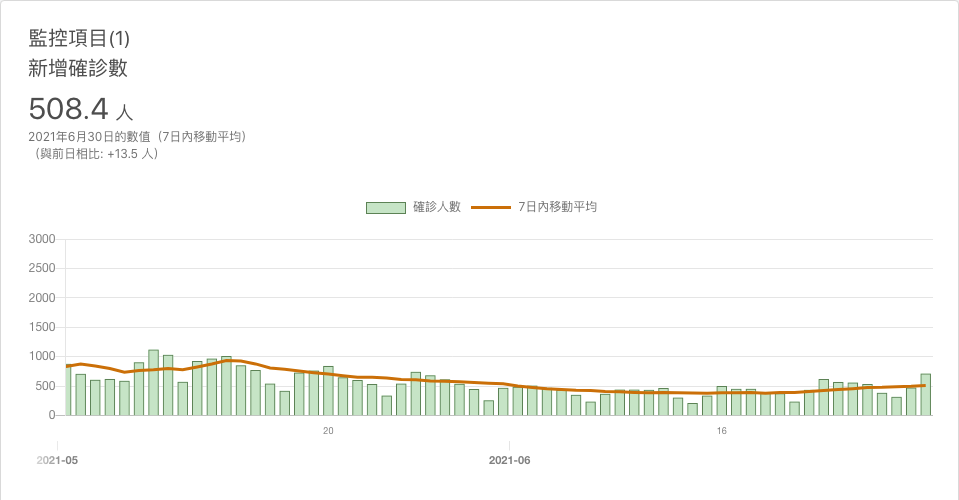 監控項目(1)
新增確診數
508.4 人
2021年6月30日的數值（7日內移動平均）
（與前日相比: +13.5 人）
確診人數 7日內移動平均
3000
2500
2000
1500
1000
500
0
20 16
2021-05 2021-06